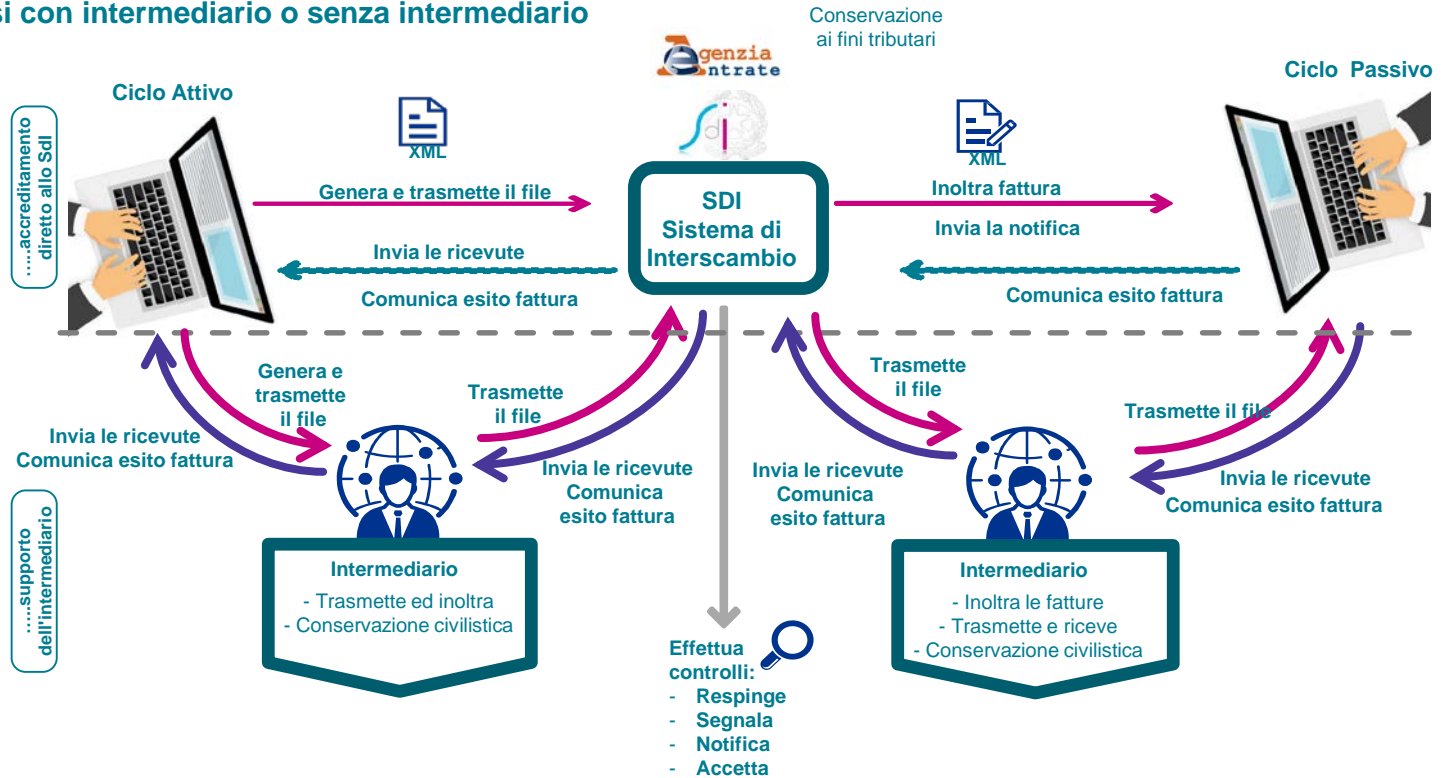 si con intermediario o senza intermediario
Conservazione
ai fini tributari
Agenzia
Entrate
Ciclo Attivo
Ciclo Passivo
.....accreditamento
diretto allo SdI
XML
Sdi
XML
Genera e trasmette il file
SDI
Sistema di
Interscambio
Inoltra fattura
Invia la notifica
Invia le ricevute
Comunica esito fattura
Comunica esito fattura
Genera e
trasmette
il file
Trasmette
il file
Trasmette
il file
Trasmette il file
Invia le ricevute
Comunica esito fattura
Invia le ricevute
Comunica
esito fattura
Invia le ricevute
Comunica
esito fattura
Invia le ricevute
Comunica esito fattura
......supporto
dell'intermediario
Intermediario
- Trasmette ed inoltra
- Conservazione civilistica
Intermediario
- Inoltra le fatture
- Trasmette e riceve
- Conservazione civilistica
Effettua
controlli:
- Respinge
- Segnala
- Notifica
- Accetta